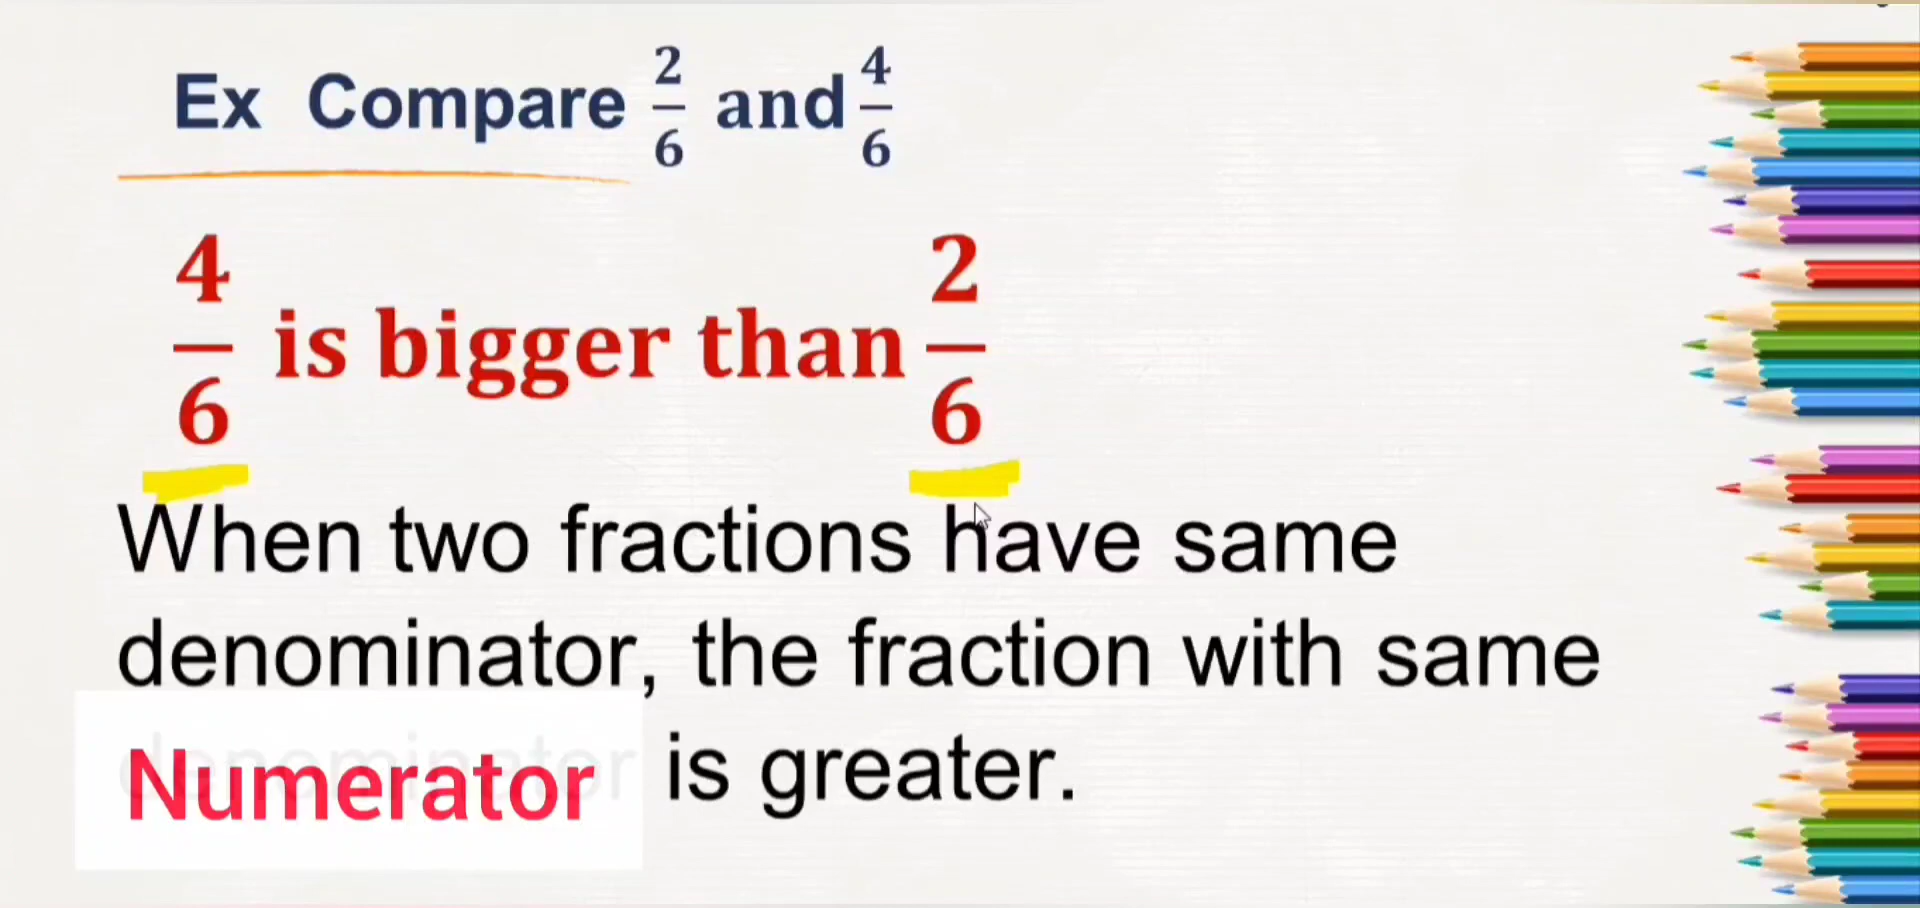 Ex Compare 2/6 and 4/6
4/6 is bigger than 2/6
When two fractions have same
denominator, the fraction with same
Numerator is greater.